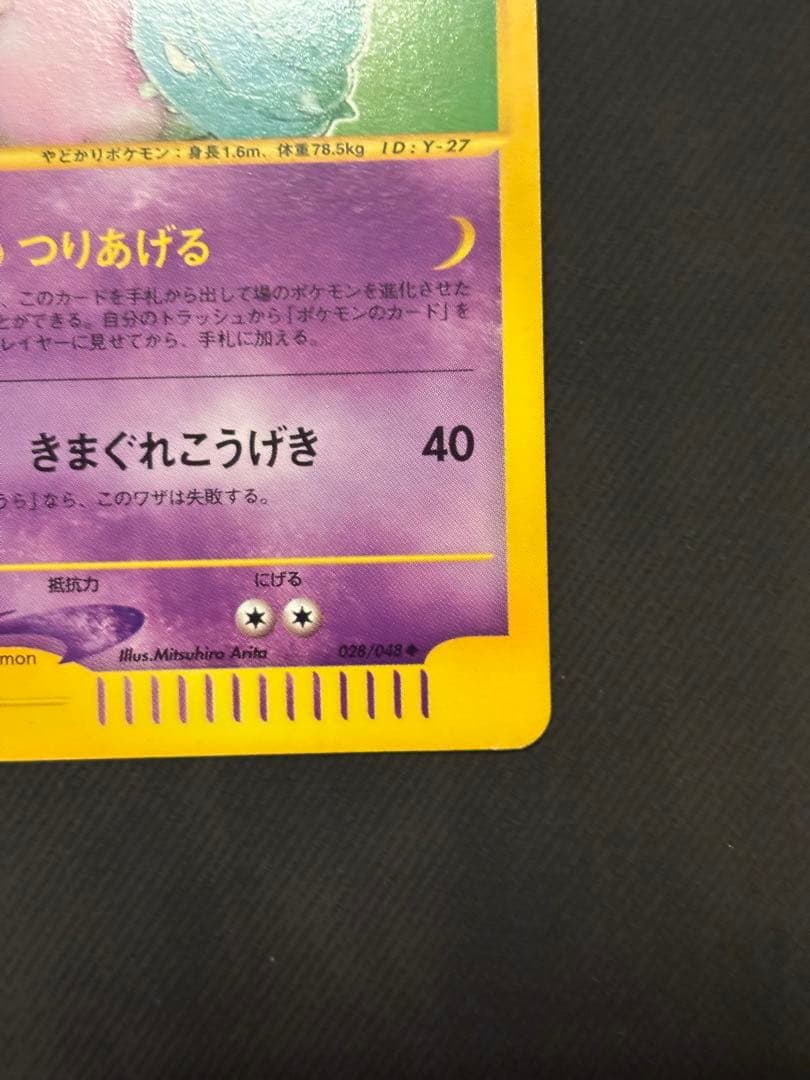 やどかりポケモン：身長1.6m、体重78.5kg ID：Y-27
つりあげる
、このカードを手札から出して場のポケモンを進化させた
とができる。自分のトラッシュから「ポケモンのカード」を
レイヤーに見せてから、手札に加える。
きまぐれこうげき 40
うら』なら、このワザは失敗する。
抵抗力 にげる
Illus.Mitsuhiro Arita 028/048
mon